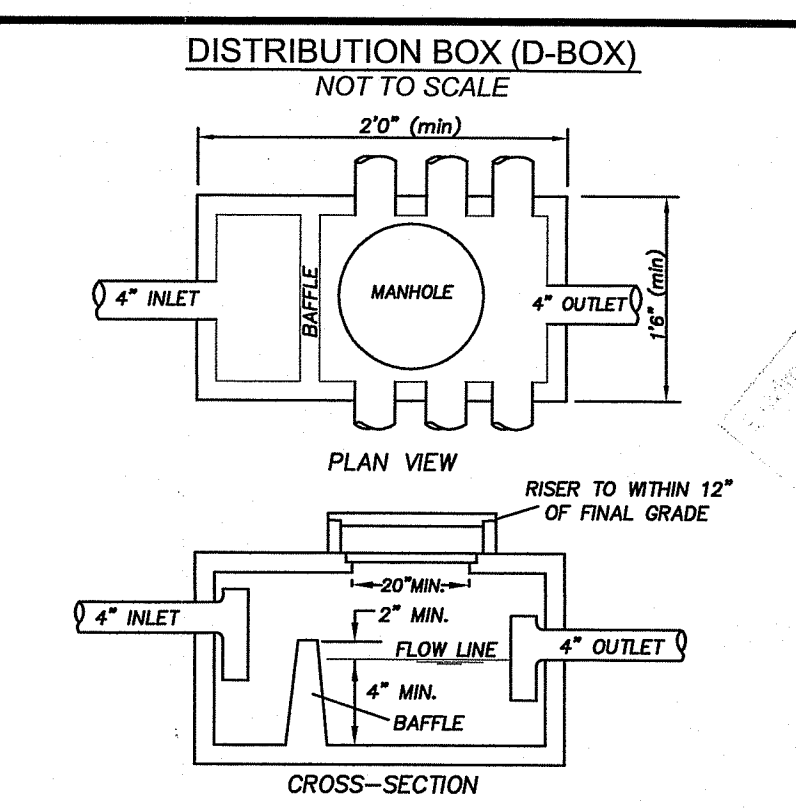 DISTRIBUTION BOX (D-BOX)
NOT TO SCALE
2'0" (min)
4" INLET
BAFFLE
MANHOLE
4" OUTLET
1'6" (min)
PLAN VIEW
RISER TO WITHIN 12"
OF FINAL GRADE
20"MIN.
4" INLET
2" MIN.
FLOW LINE
4" OUTLET
4" MIN.
BAFFLE
CROSS-SECTION